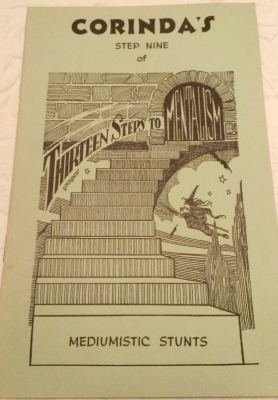 CORINDA'S
STEP NINE
of
THIRTEEN STEPS TO
MENTALISM
MEDIUMISTIC STUNTS